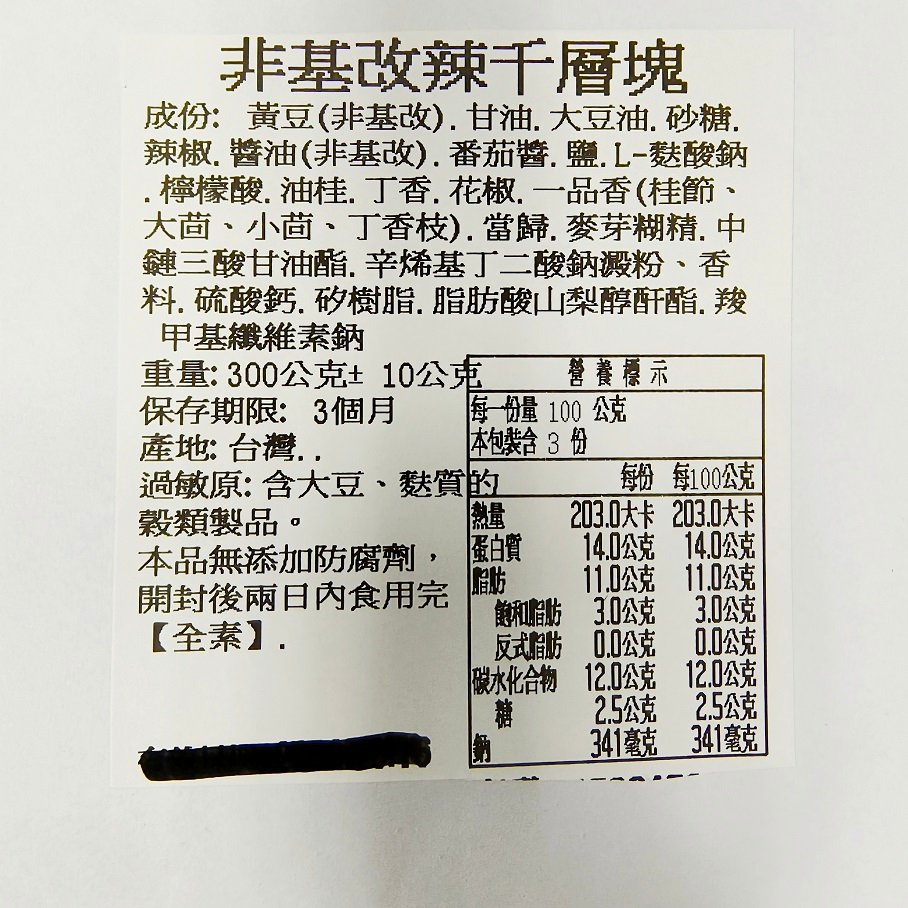 非基改辣千層塊
成份: 黃豆(非基改). 甘油. 大豆油. 砂糖.
辣椒. 醬油(非基改). 番茄醬. 鹽. L-麩酸鈉
. 檸檬酸. 油桂. 丁香. 花椒. 一品香(桂節、
大茴、小茴、丁香枝). 當歸. 麥芽糊精. 中
鏈三酸甘油酯. 辛烯基丁二酸鈉澱粉、香
料. 硫酸鈣. 矽樹脂. 脂肪酸山梨醇酐酯. 羧
甲基纖維素鈉
重量: 300公克± 10公克
保存期限: 3個月
產地: 台灣..
過敏原: 含大豆、麩質的
穀類製品。
本品無添加防腐劑，
開封後兩日內食用完
【全素】.
營養標示
每一份量 100 公克
本包裝含 3 份
每份 每100公克
熱量 203.0大卡 203.0大卡
蛋白質 14.0公克 14.0公克
脂肪 11.0公克 11.0公克
飽和脂肪 3.0公克 3.0公克
反式脂肪 0.0公克 0.0公克
碳水化合物 12.0公克 12.0公克
糖 2.5公克 2.5公克
鈉 341毫克 341毫克